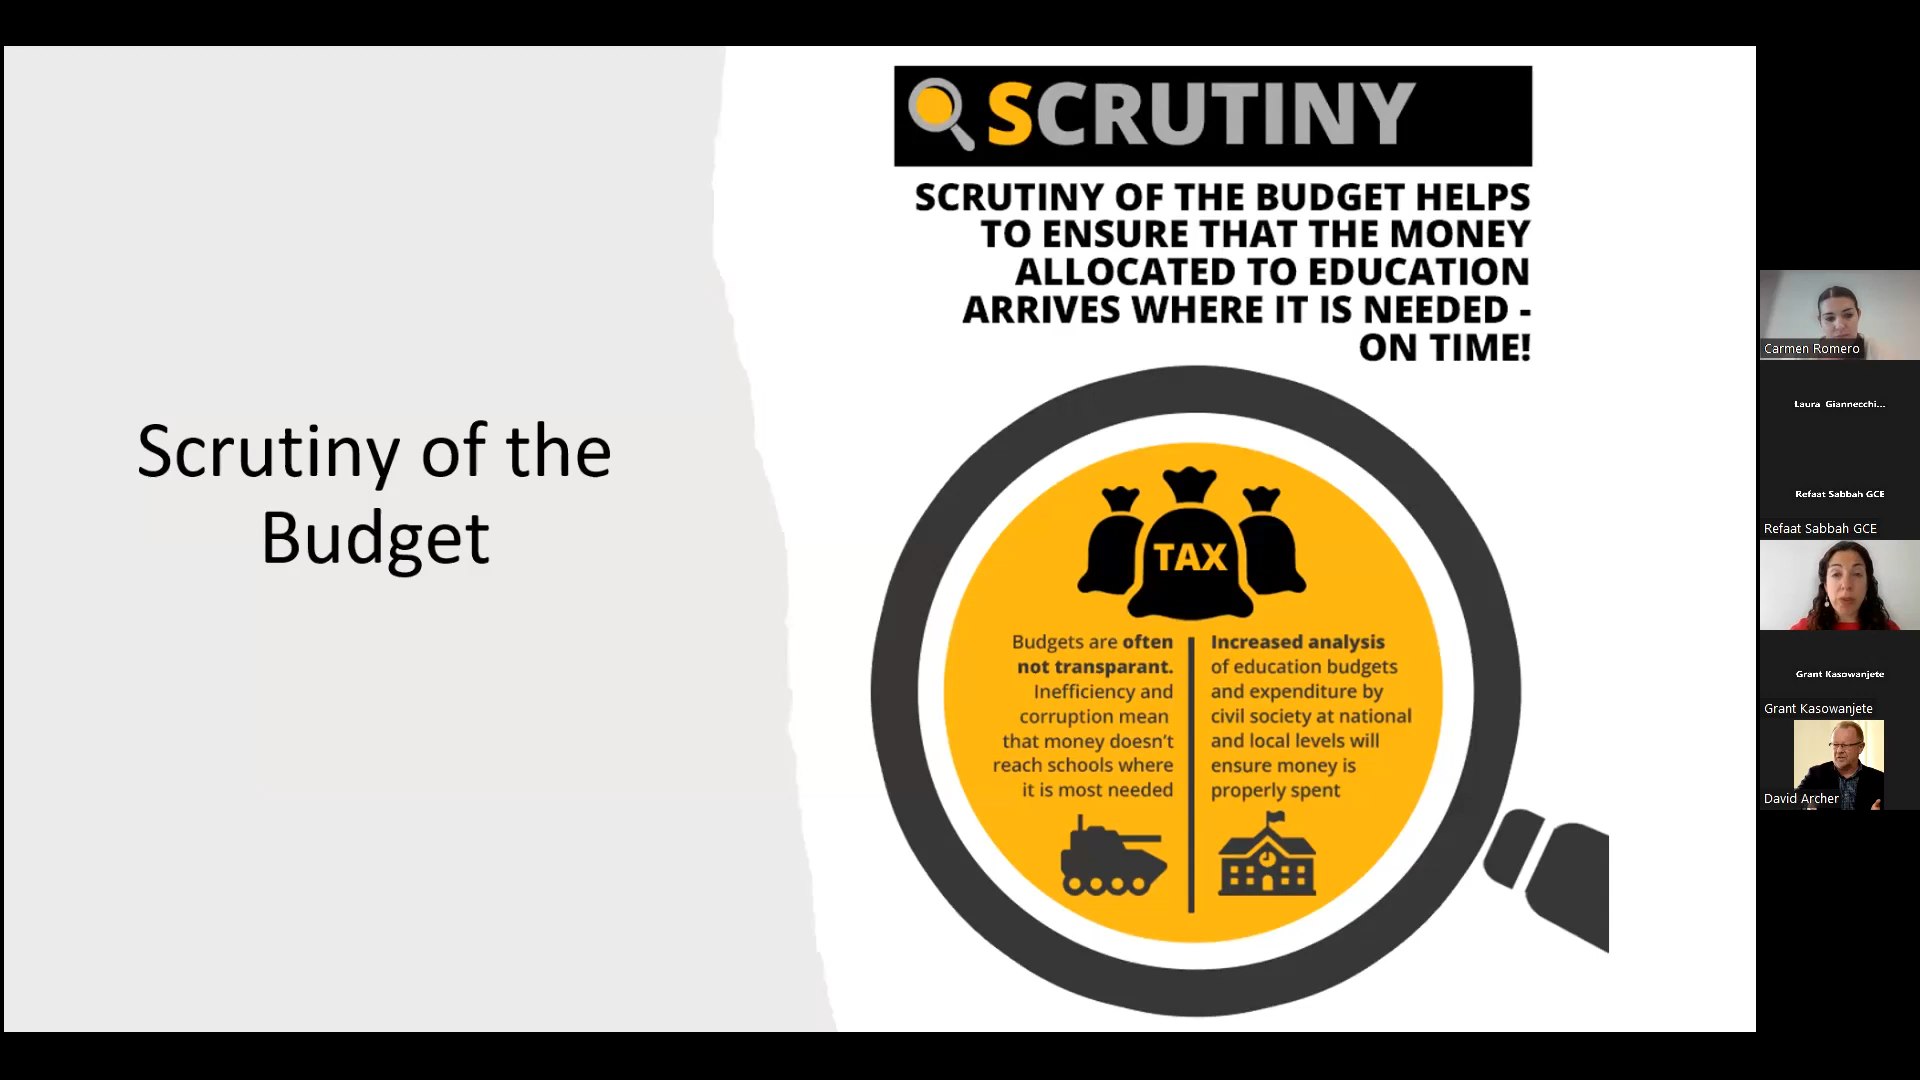 Scrutiny of the
Budget
SCRUTINY
SCRUTINY OF THE BUDGET HELPS
TO ENSURE THAT THE MONEY
ALLOCATED TO EDUCATION
ARRIVES WHERE IT IS NEEDED -
ON TIME!
TAX
Budgets are often
not transparant.
Inefficiency and
corruption mean
that money doesn't
reach schools where
it is most needed
Increased analysis
of education budgets
and expenditure by
civil society at national
and local levels will
ensure money is
properly spent
Carmen Romero
Laura Giannecchi...
Refaat Sabbah GCE
Refaat Sabbah GCE
Grant Kasowanjete
Grant Kasowanjete
David Archer